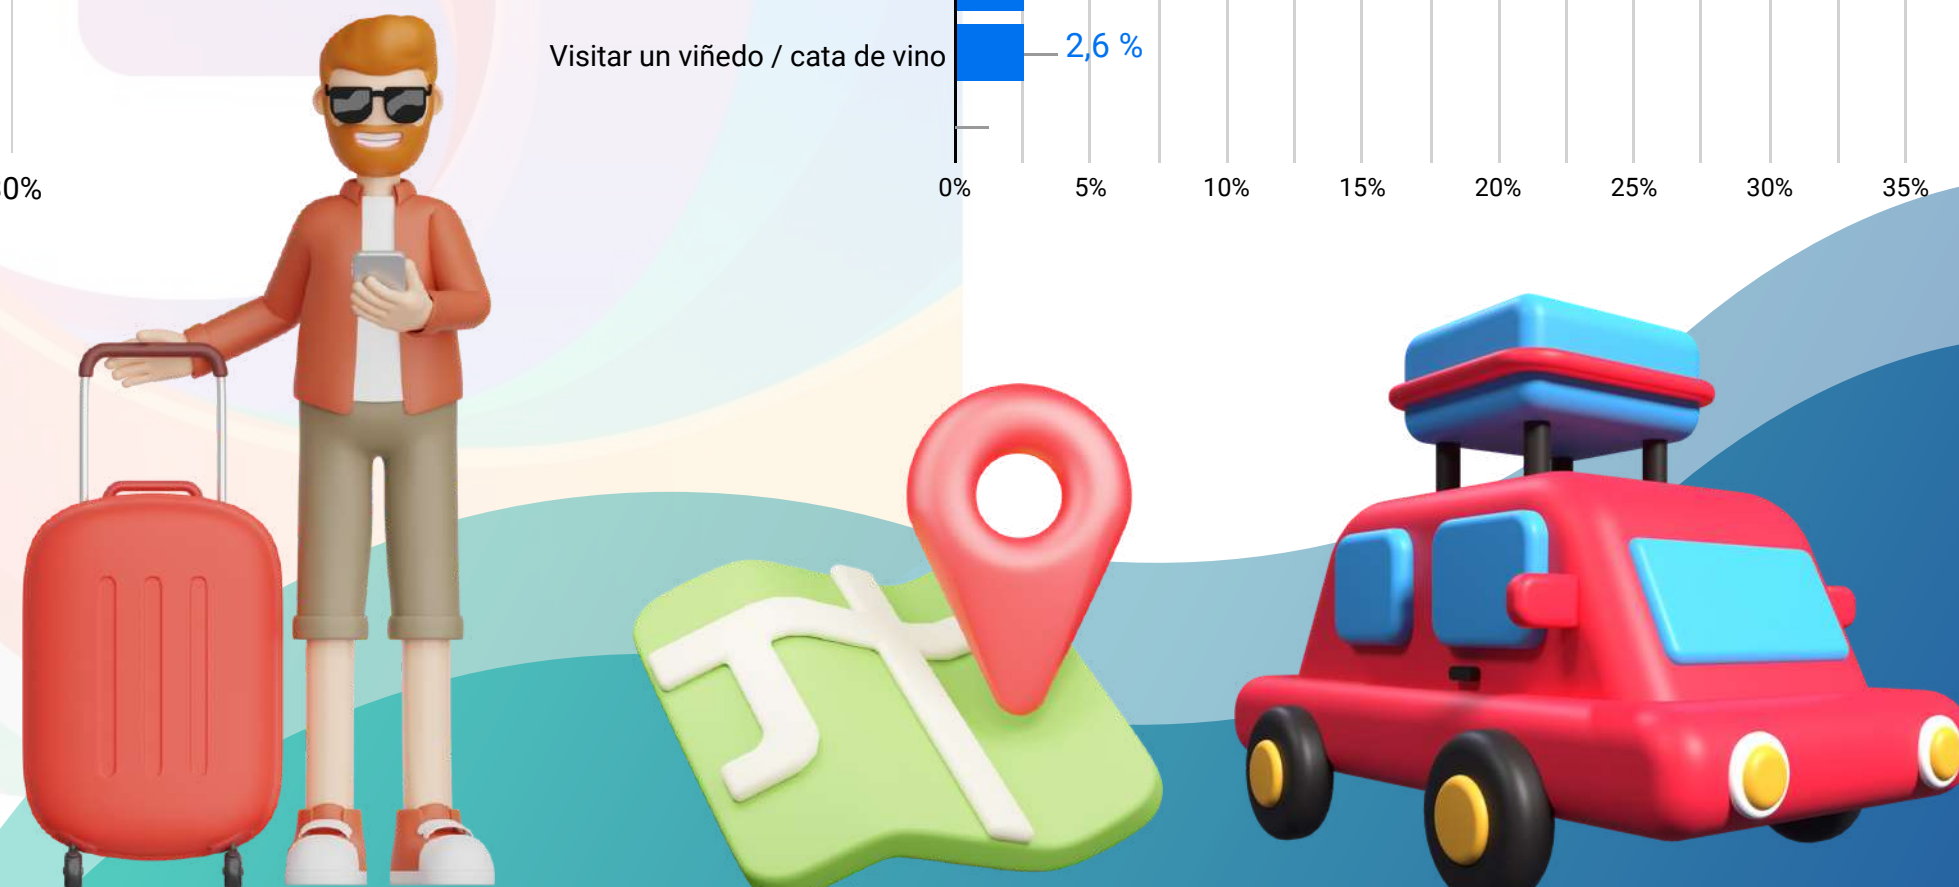 Visitar un viñedo / cata de vino 2,6 %
0% 5% 10% 15% 20% 25% 30% 35%
0%